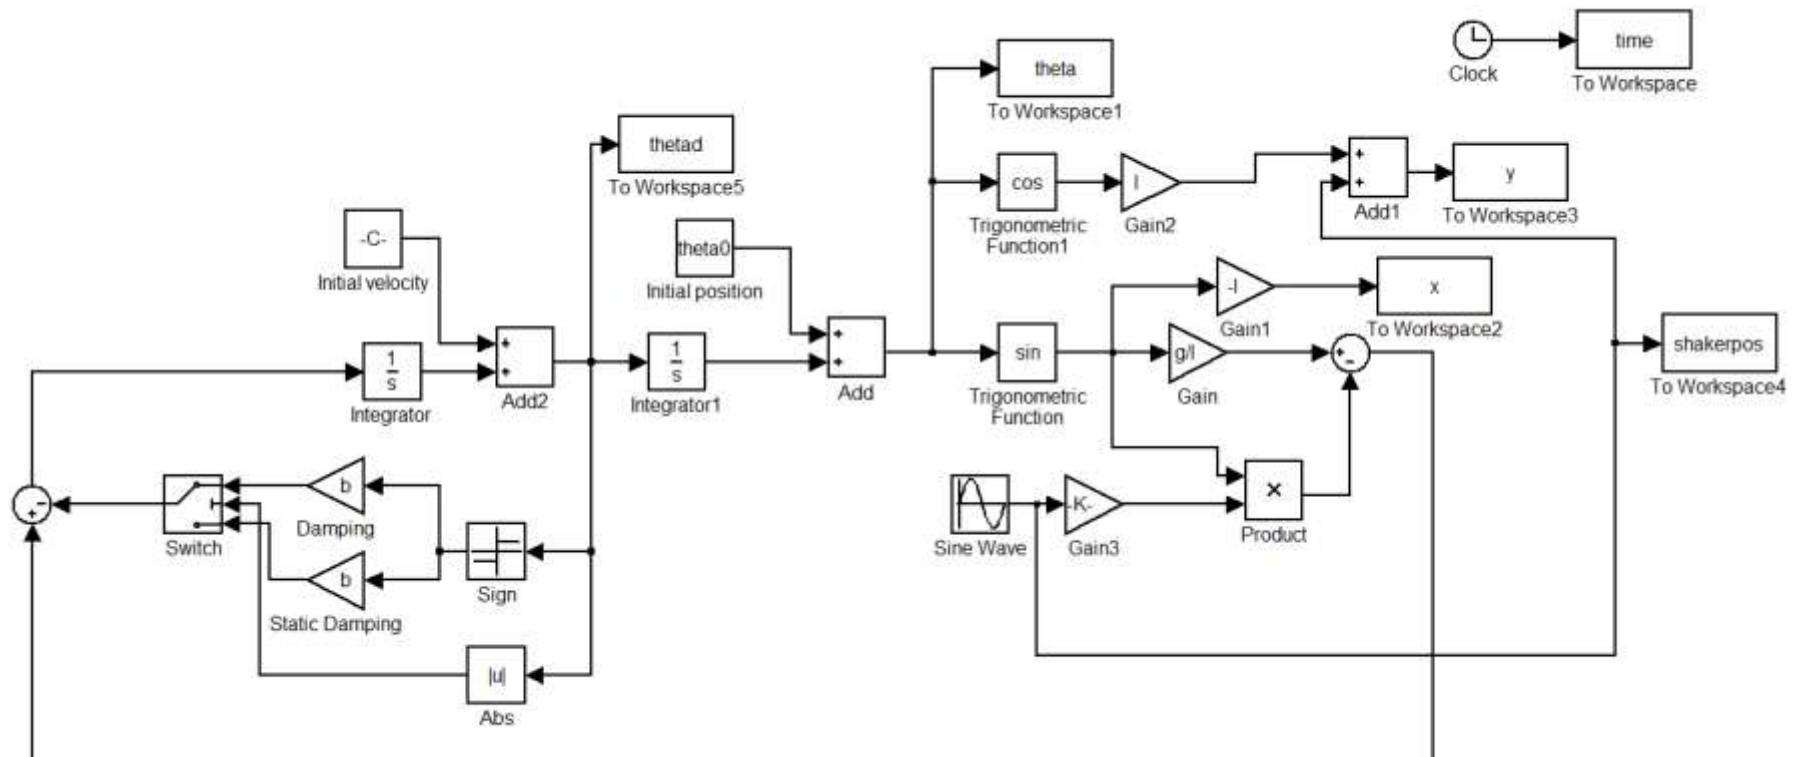 time
Clock
To Workspace
theta
To Workspace1
thetad
To Workspace5
cos
Trigonometric
Function1
l
Gain2
+
+
Add1
y
To Workspace3
-C-
Initial velocity
theta0
Initial position
-l
Gain1
x
To Workspace2
1
s
Integrator
+
+
Add2
1
s
Integrator1
+
+
Add
sin
Trigonometric
Function
g/l
Gain
+
-
shakerpos
To Workspace4
-
+
Switch
b
Damping
b
Static Damping
Sign
|u|
Abs
Sine Wave
-K-
Gain3
×
Product